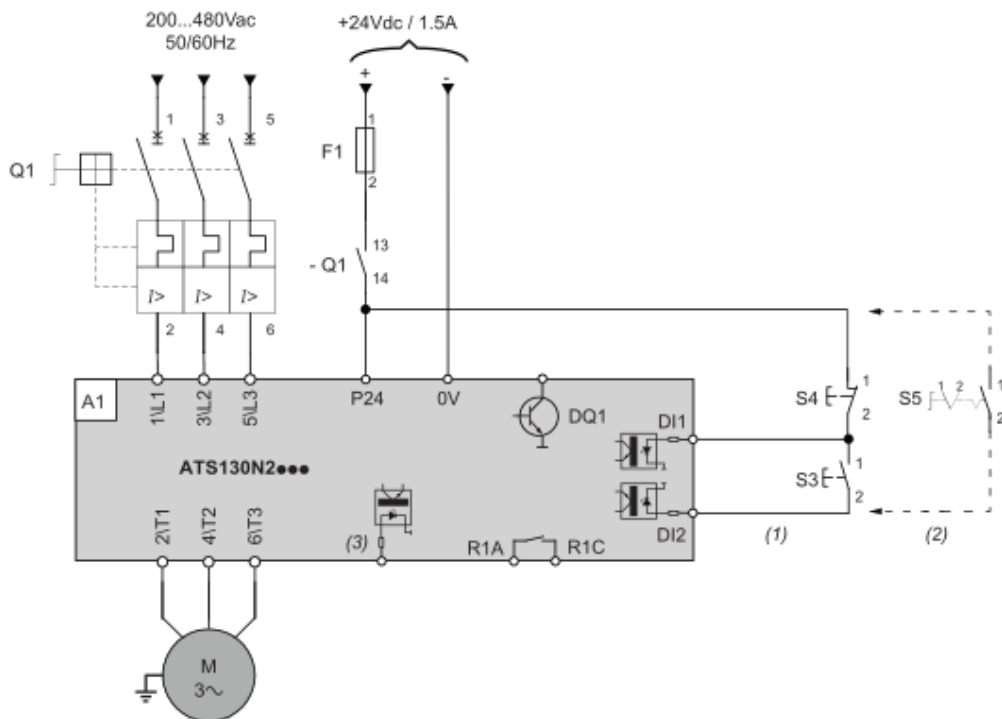 200...480Vac
50/60Hz
+24Vdc / 1.5A
+
-
1
3
5
Q1
1
F1
2
13
- Q1
14
I>
I>
I>
2
4
6
A1
1\L1
3\L2
5\L3
P24
0V
DQ1
DI1
S4
1
2
S5
1
2
1
2
ATS130N2●●●
S3
1
2
DI2
(1)
(2)
2\T1
4\T2
6\T3
(3)
R1A
R1C
M
3~